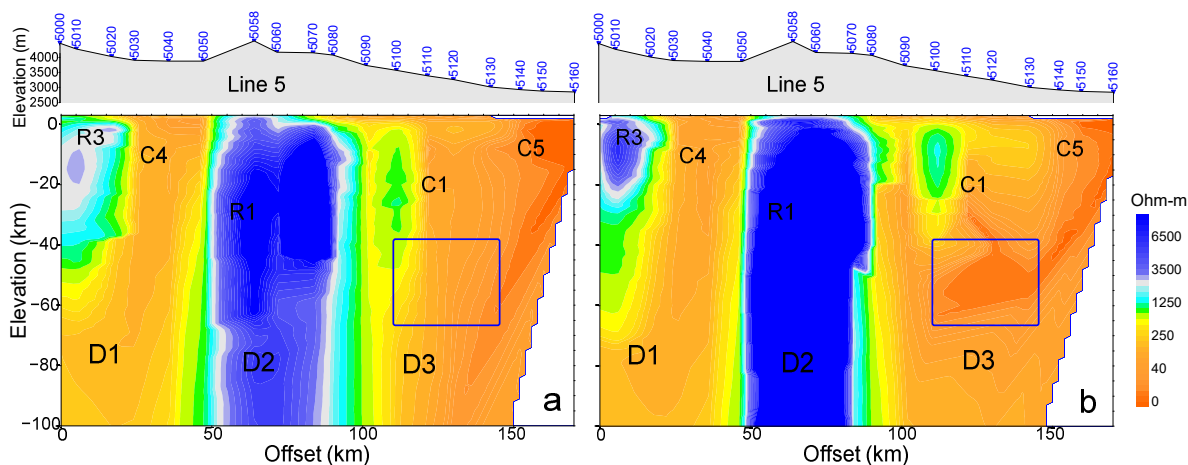 5000 5010 5020 5030 5040 5050 5058 5060 5070 5080 5090 5100 5110 5120 5130 5140 5150 5160
Elevation (m)
4000
3500
3000
2500
Line 5
5000 5010 5020 5030 5040 5050 5058 5060 5070 5080 5090 5100 5110 5120 5130 5140 5150 5160
Line 5
Elevation (km)
0
−20
−40
−60
−80
−100
R3
C4
C5
C1
R1
D1
D2
D3
a
0 50 100 150
Offset (km)
R3
C4
C5
C1
R1
D1
D2
D3
b
0 50 100 150
Offset (km)
Ohm-m
6500
3500
1250
250
40
0